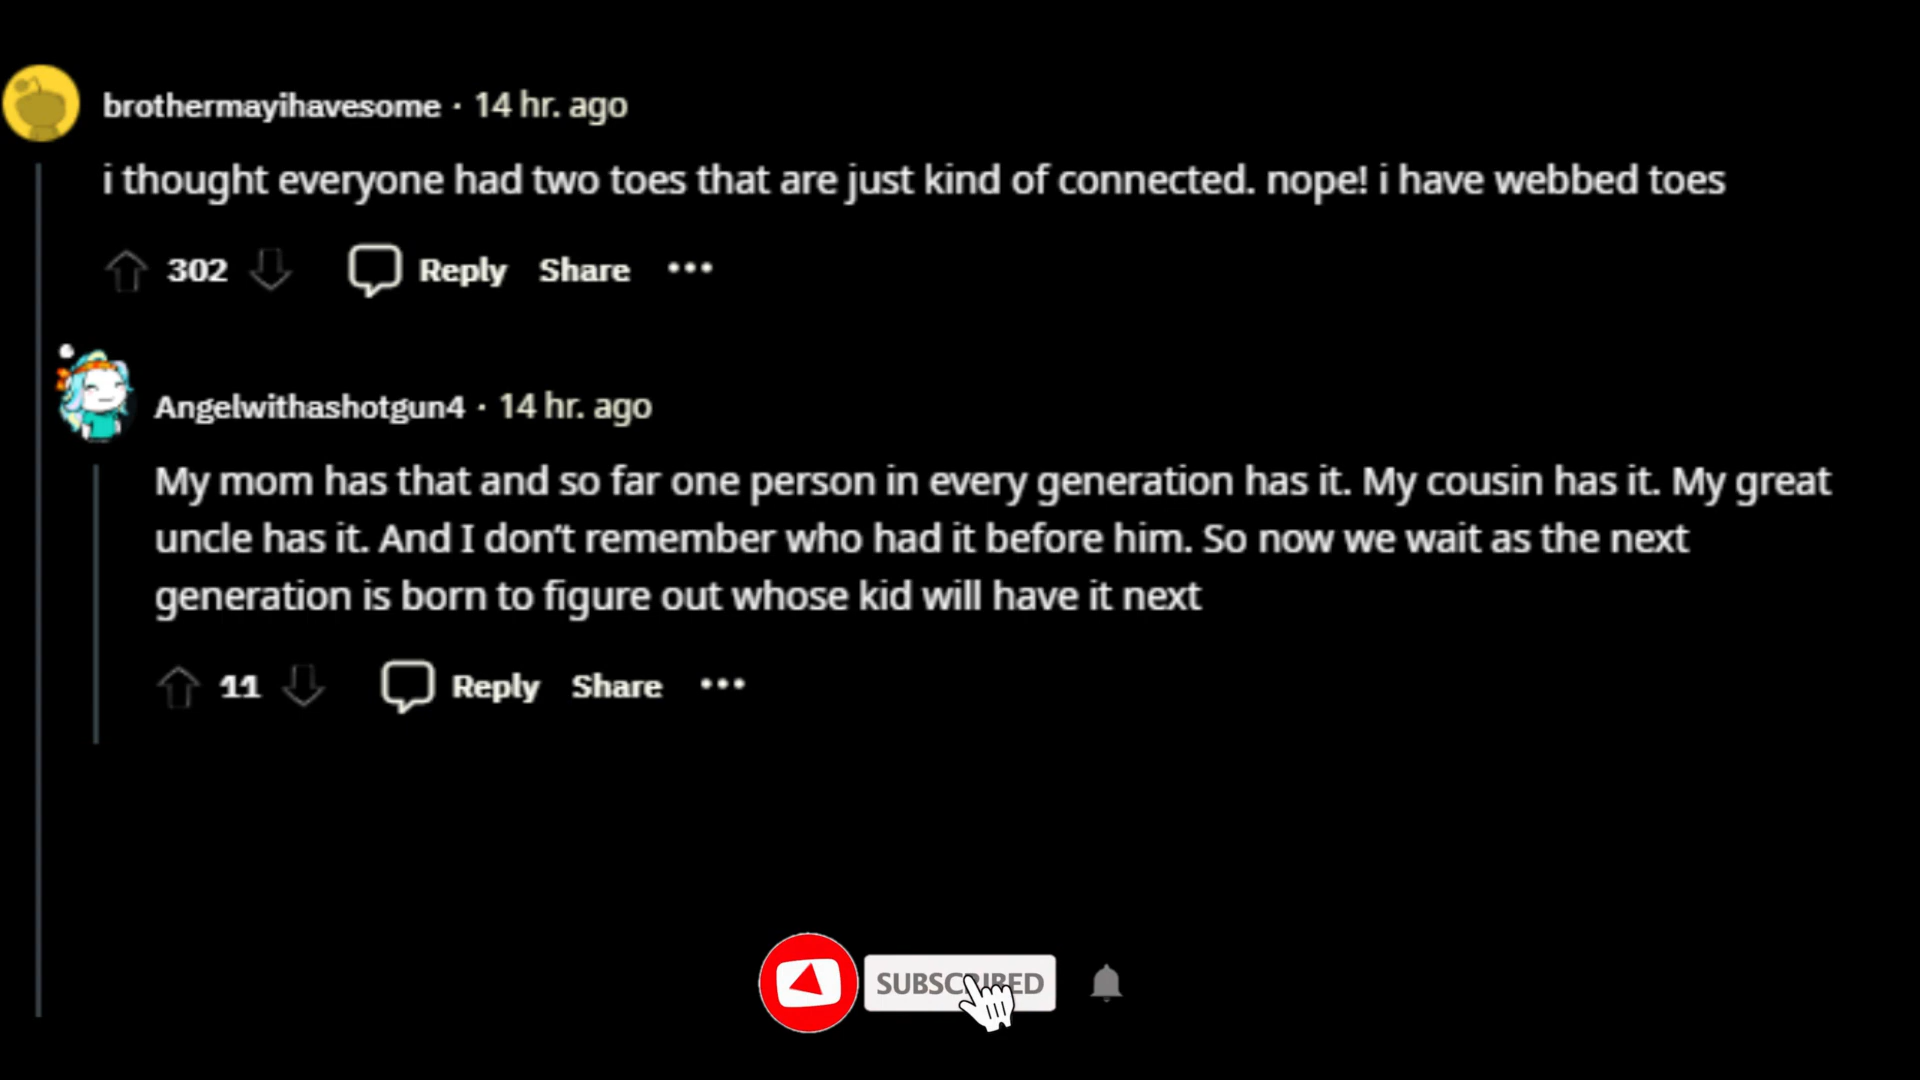 brothermayihavesome · 14 hr. ago
i thought everyone had two toes that are just kind of connected. nope! i have webbed toes
302 Reply Share •••
Angelwithashotgun4 · 14 hr. ago
My mom has that and so far one person in every generation has it. My cousin has it. My great
uncle has it. And I don’t remember who had it before him. So now we wait as the next
generation is born to figure out whose kid will have it next
11 Reply Share •••
SUBSCRIBED